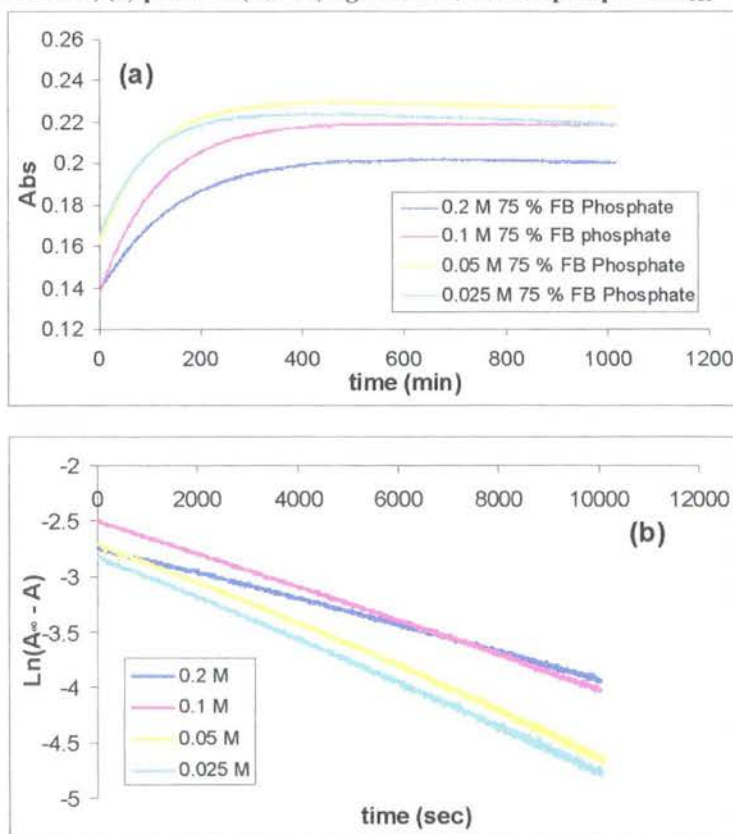 (a)
0.26
0.24
0.22
0.2
0.18
0.16
0.14
0.12
Abs
0.2 M 75 % FB Phosphate
0.1 M 75 % FB phosphate
0.05 M 75 % FB Phosphate
0.025 M 75 % FB Phosphate
0 200 400 600 800 1000 1200
time (min)
-2
0 2000 4000 6000 8000 10000 12000
(b)
-2.5
-3
-3.5
-4
-4.5
-5
Ln(A∞ - A)
0.2 M
0.1 M
0.05 M
0.025 M
time (sec)